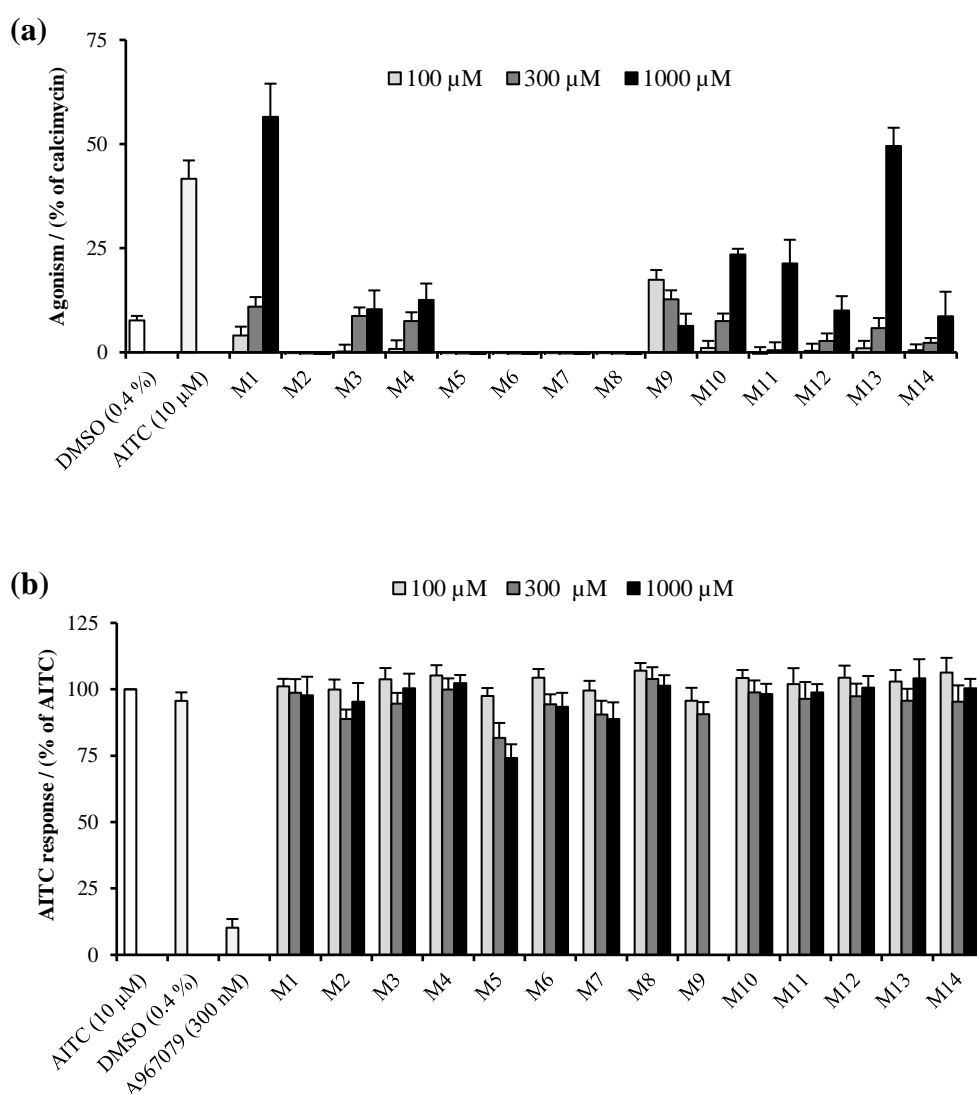 (a)
Agonism / (% of calcimycin)
75
50
25
0
100 µM 300 µM 1000 µM
DMSO (0.4 %)
AITC (10 µM)
M1
M2
M3
M4
M5
M6
M7
M8
M9
M10
M11
M12
M13
M14
(b)
AITC response / (% of AITC)
125
100
75
50
25
0
100 µM 300 µM 1000 µM
AITC (10 µM)
DMSO (0.4 %)
A967079 (300 nM)
M1
M2
M3
M4
M5
M6
M7
M8
M9
M10
M11
M12
M13
M14